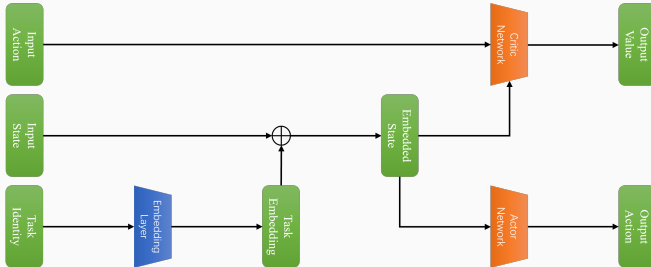 Input
Action
Critic
Network
Output
Value
Input
State
Embedded
State
Task
Identity
Embedding
Layer
Task
Embedding
Actor
Network
Output
Action